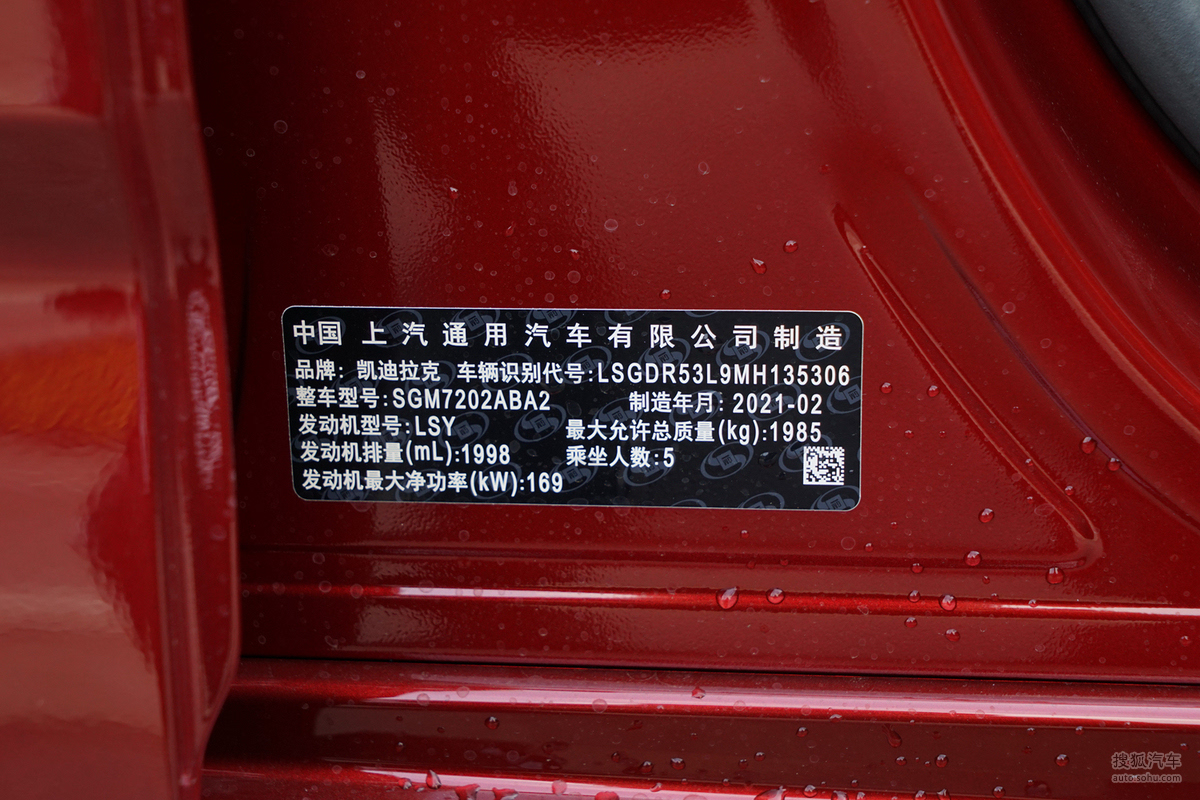 中国 上汽通用汽车有限公司制造
品牌: 凯迪拉克 车辆识别代号:LSGDR53L9MH135306
整车型号:SGM7202ABA2 制造年月: 2021-02
发动机型号:LSY 最大允许总质量(kg):1985
发动机排量(mL):1998 乘坐人数:5
发动机最大净功率(kW):169
搜狐汽车
auto.sohu.com